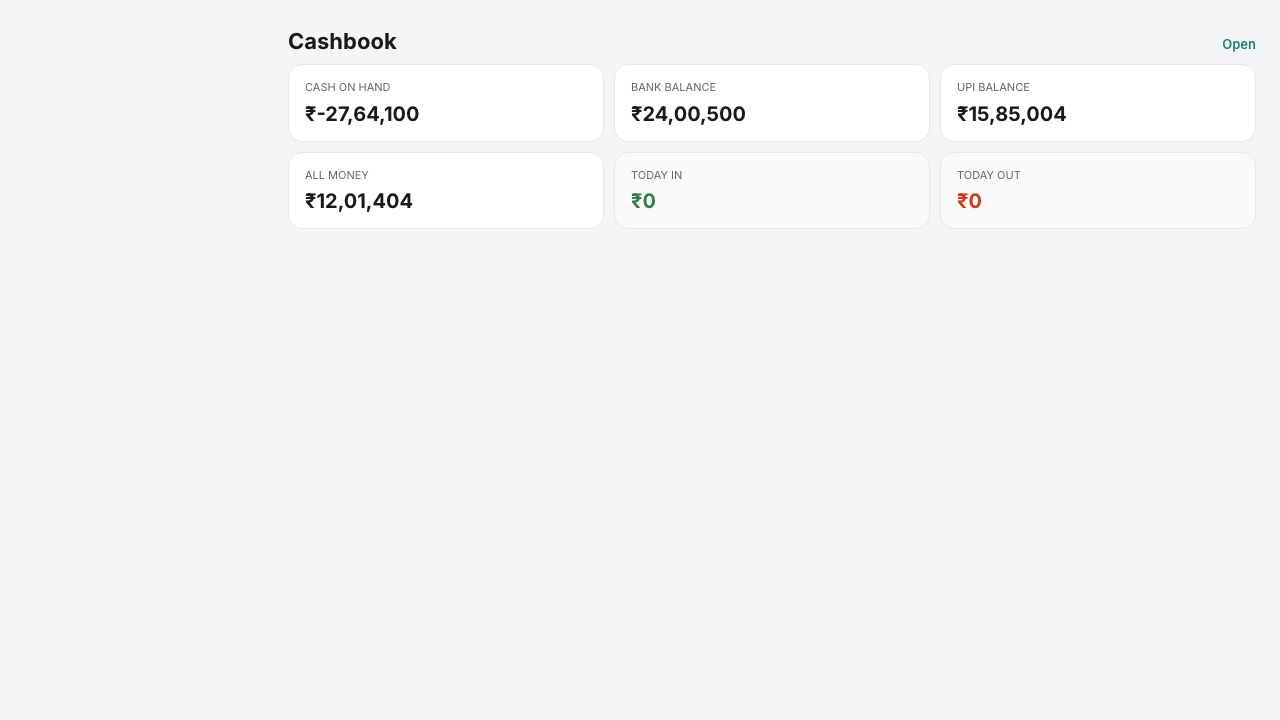 Cashbook
Open
CASH ON HAND
₹-27,64,100
BANK BALANCE
₹24,00,500
UPI BALANCE
₹15,85,004
ALL MONEY
₹12,01,404
TODAY IN
₹0
TODAY OUT
₹0